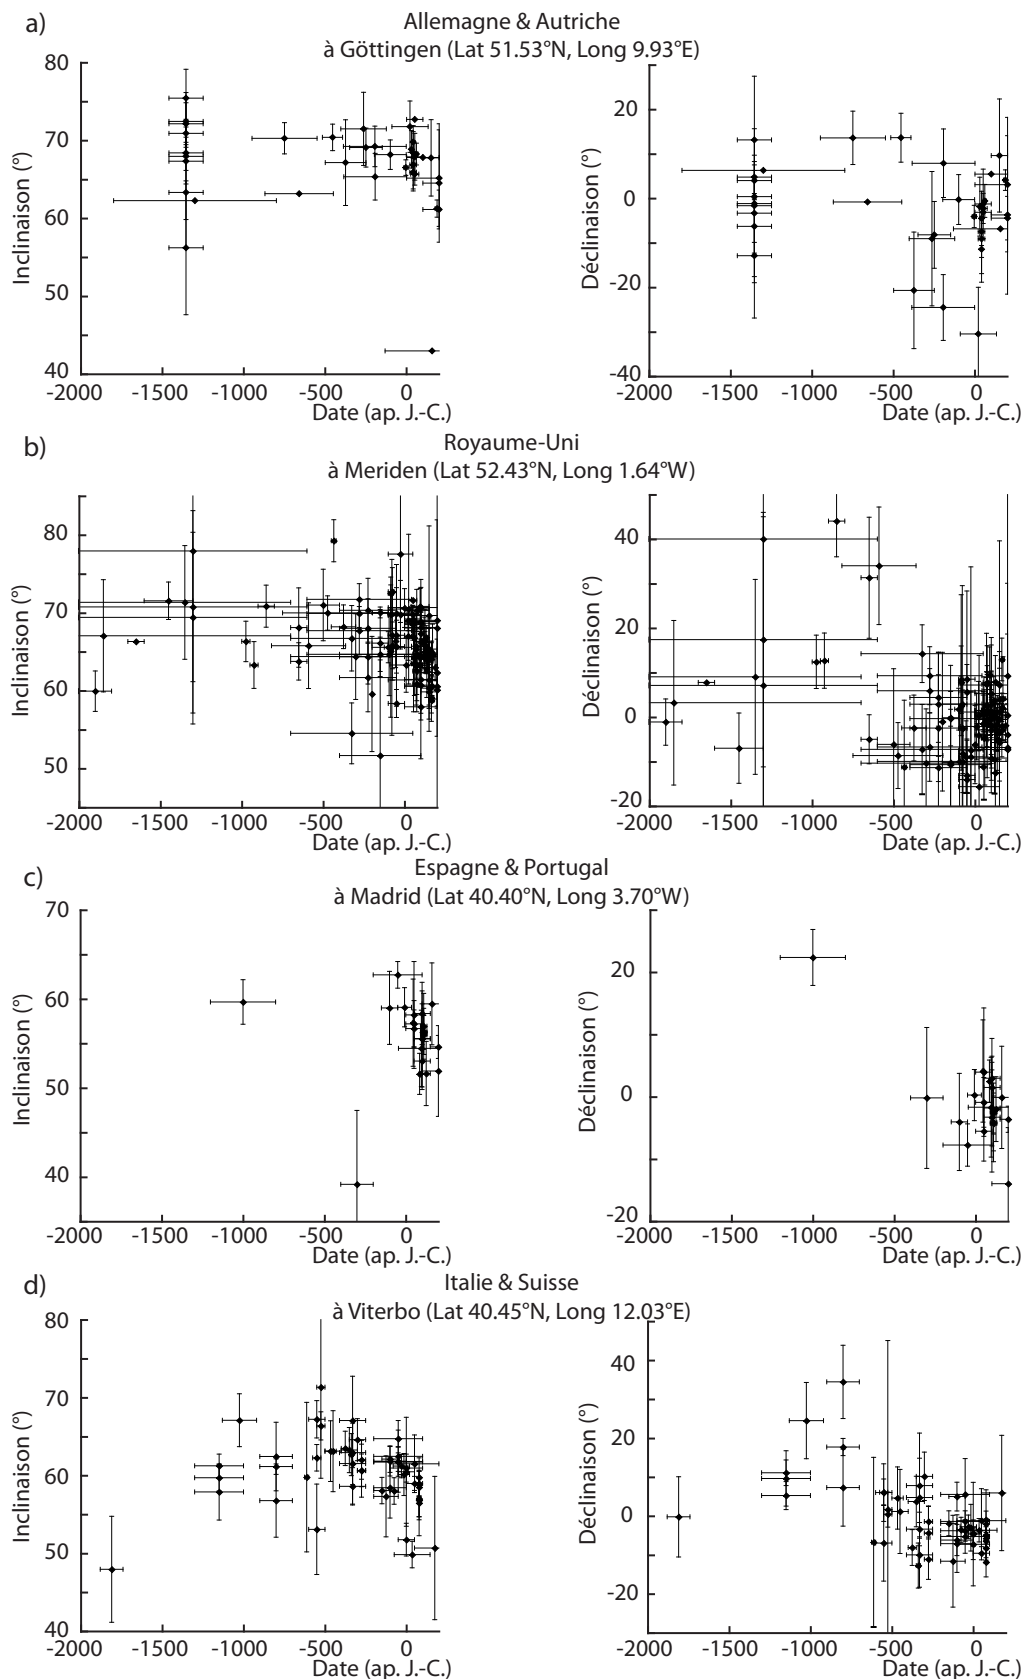 a)
Allemagne & Autriche
à Göttingen (Lat 51.53°N, Long 9.93°E)
80
70
60
50
40
Inclinaison (°)
-2000 -1500 -1000 -500 0
Date (ap. J.-C.)
20
0
-20
-40
Déclinaison (°)
-2000 -1500 -1000 -500 0
Date (ap. J.-C.)
b)
Royaume-Uni
à Meriden (Lat 52.43°N, Long 1.64°W)
80
70
60
50
Inclinaison (°)
-2000 -1500 -1000 -500 0
Date (ap. J.-C.)
40
20
0
-20
Déclinaison (°)
-2000 -1500 -1000 -500 0
Date (ap. J.-C.)
c)
Espagne & Portugal
à Madrid (Lat 40.40°N, Long 3.70°W)
70
60
50
40
Inclinaison (°)
-2000 -1500 -1000 -500 0
Date (ap. J.-C.)
20
0
-20
Déclinaison (°)
-2000 -1500 -1000 -500 0
Date (ap. J.-C.)
d)
Italie & Suisse
à Viterbo (Lat 40.45°N, Long 12.03°E)
80
70
60
50
40
Inclinaison (°)
-2000 -1500 -1000 -500 0
Date (ap. J.-C.)
40
20
0
-20
Déclinaison (°)
-2000 -1500 -1000 -500 0
Date (ap. J.-C.)